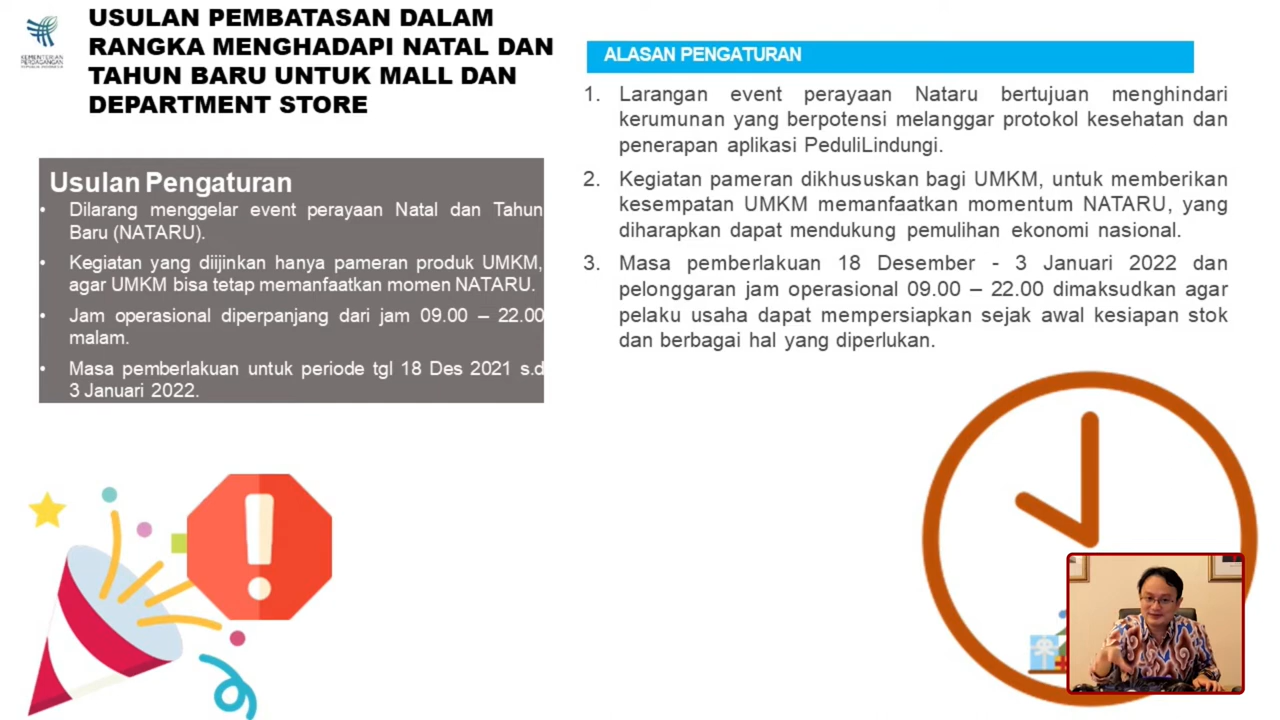 USULAN PEMBATASAN DALAM
RANGKA MENGHADAPI NATAL DAN
TAHUN BARU UNTUK MALL DAN
DEPARTMENT STORE
KEMENTERIAN
PERDAGANGAN
REPUBLIK INDONESIA
Usulan Pengaturan
• Dilarang menggelar event perayaan Natal dan Tahun
Baru (NATARU).
• Kegiatan yang diijinkan hanya pameran produk UMKM,
agar UMKM bisa tetap memanfaatkan momen NATARU.
• Jam operasional diperpanjang dari jam 09.00 – 22.00
malam.
• Masa pemberlakuan untuk periode tgl 18 Des 2021 s.d
3 Januari 2022.
ALASAN PENGATURAN
1. Larangan event perayaan Nataru bertujuan menghindari
kerumunan yang berpotensi melanggar protokol kesehatan dan
penerapan aplikasi PeduliLindungi.
2. Kegiatan pameran dikhususkan bagi UMKM, untuk memberikan
kesempatan UMKM memanfaatkan momentum NATARU, yang
diharapkan dapat mendukung pemulihan ekonomi nasional.
3. Masa pemberlakuan 18 Desember - 3 Januari 2022 dan
pelonggaran jam operasional 09.00 – 22.00 dimaksudkan agar
pelaku usaha dapat mempersiapkan sejak awal kesiapan stok
dan berbagai hal yang diperlukan.